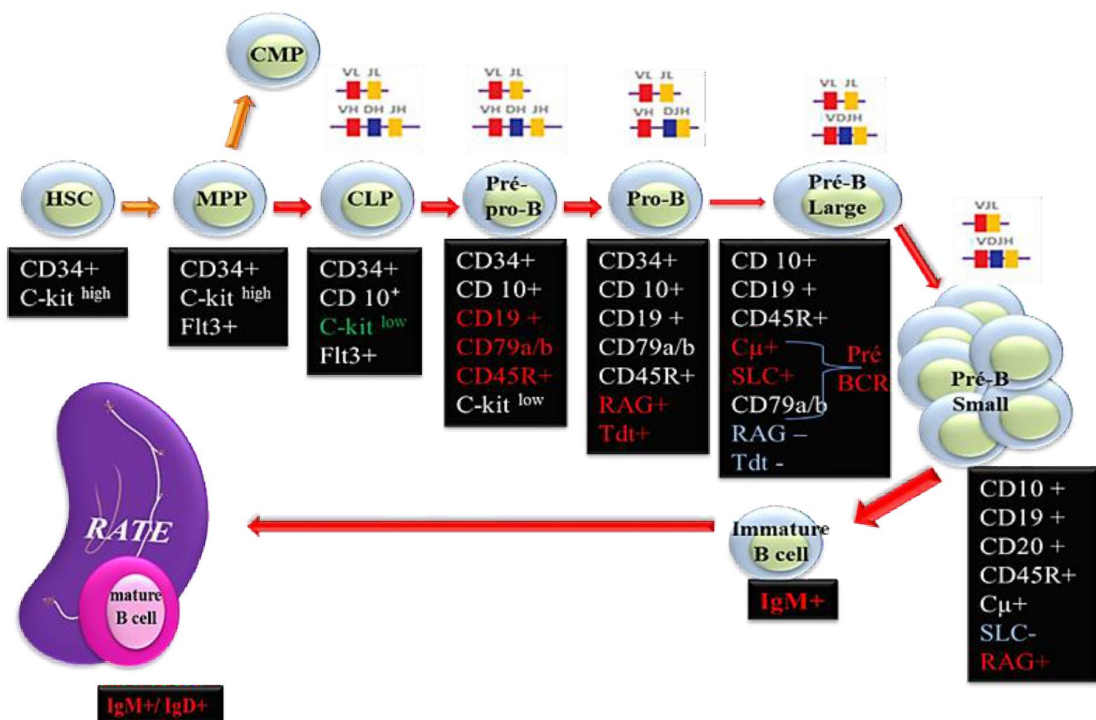 CMP
VL JL
VH DH JH
VL JL
VH DH JH
VL JL
VH DJH
VL JL
VDJH
HSC
MPP
CLP
Pré-
pro-B
Pro-B
Pré-B
Large
CD34+
C-kit high
CD34+
C-kit high
Flt3+
CD34+
CD 10+
C-kit low
Flt3+
CD34+
CD 10+
CD19 +
CD79a/b
CD45R+
C-kit low
CD34+
CD 10+
CD19 +
CD79a/b
CD45R+
RAG+
Tdt+
CD 10+
CD19 +
CD45R+
Cμ+
SLC+
CD79a/b
RAG –
Tdt -
Pré
BCR
VJL
VDJH
Pré-B
Small
CD10 +
CD19 +
CD20 +
CD45R+
Cμ+
SLC-
RAG+
Immature
B cell
IgM+
RATE
mature
B cell
IgM+/ IgD+